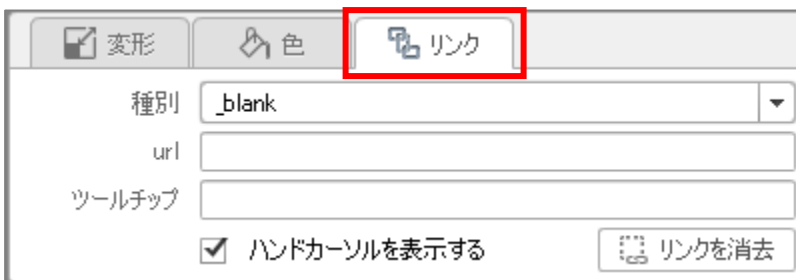 変形 色 リンク
種別 _blank
url
ツールチップ
ハンドカーソルを表示する リンクを消去